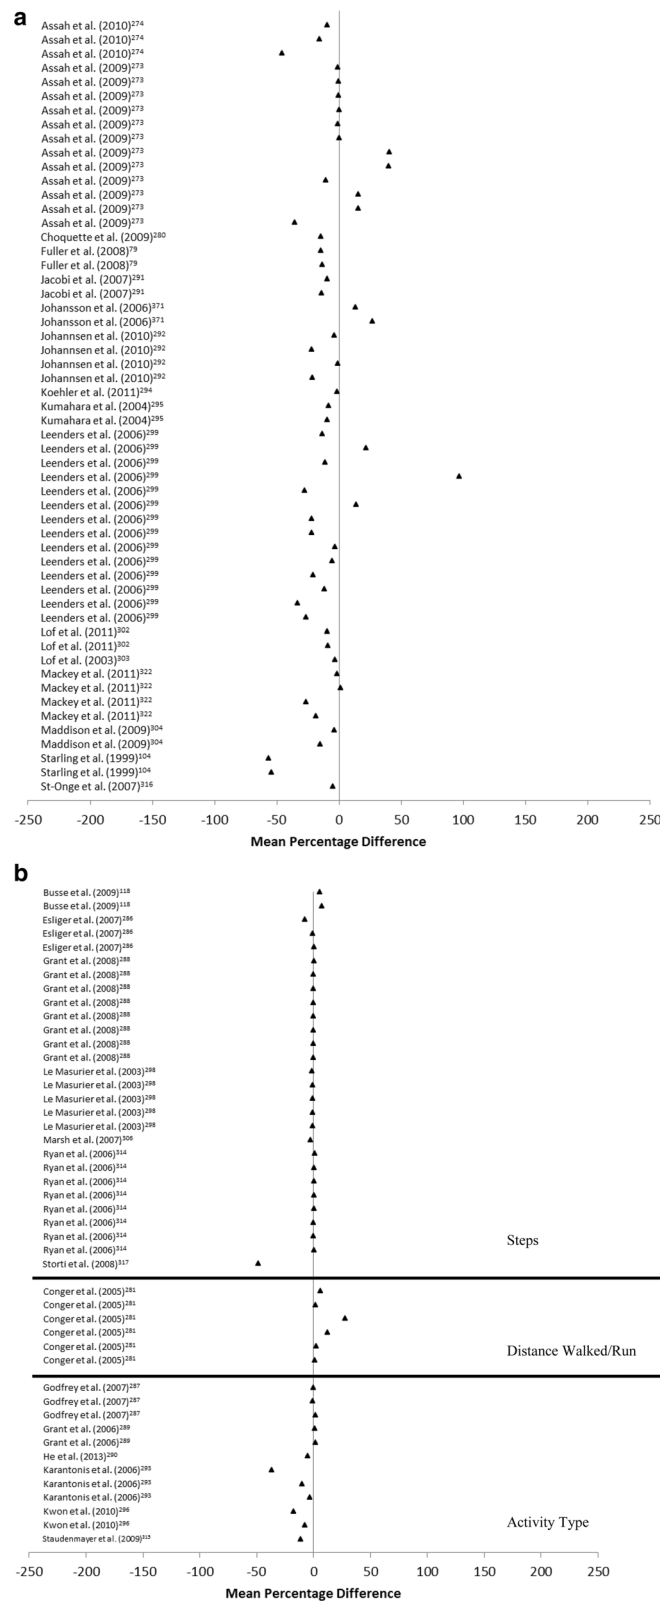 a
Assah et al. (2010)274
Assah et al. (2010)274
Assah et al. (2010)274
Assah et al. (2009)273
Assah et al. (2009)273
Assah et al. (2009)273
Assah et al. (2009)273
Assah et al. (2009)273
Assah et al. (2009)273
Assah et al. (2009)273
Assah et al. (2009)273
Assah et al. (2009)273
Assah et al. (2009)273
Assah et al. (2009)273
Assah et al. (2009)273
Choquette et al. (2009)280
Fuller et al. (2008)79
Fuller et al. (2008)79
Jacobi et al. (2007)291
Jacobi et al. (2007)291
Johansson et al. (2006)371
Johansson et al. (2006)371
Johannsen et al. (2010)292
Johannsen et al. (2010)292
Johannsen et al. (2010)292
Johannsen et al. (2010)292
Koehler et al. (2011)294
Kumahara et al. (2004)295
Kumahara et al. (2004)295
Leenders et al. (2006)299
Leenders et al. (2006)299
Leenders et al. (2006)299
Leenders et al. (2006)299
Leenders et al. (2006)299
Leenders et al. (2006)299
Leenders et al. (2006)299
Leenders et al. (2006)299
Leenders et al. (2006)299
Leenders et al. (2006)299
Leenders et al. (2006)299
Leenders et al. (2006)299
Leenders et al. (2006)299
Leenders et al. (2006)299
Lof et al. (2011)302
Lof et al. (2011)302
Lof et al. (2003)303
Mackey et al. (2011)322
Mackey et al. (2011)322
Mackey et al. (2011)322
Mackey et al. (2011)322
Maddison et al. (2009)304
Maddison et al. (2009)304
Starling et al. (1999)104
Starling et al. (1999)104
St-Onge et al. (2007)316
-250 -200 -150 -100 -50 0 50 100 150 200 250
Mean Percentage Difference
b
Busse et al. (2009)118
Busse et al. (2009)118
Esliger et al. (2007)286
Esliger et al. (2007)286
Esliger et al. (2007)286
Grant et al. (2008)288
Grant et al. (2008)288
Grant et al. (2008)288
Grant et al. (2008)288
Grant et al. (2008)288
Grant et al. (2008)288
Grant et al. (2008)288
Grant et al. (2008)288
Le Masurier et al. (2003)298
Le Masurier et al. (2003)298
Le Masurier et al. (2003)298
Le Masurier et al. (2003)298
Le Masurier et al. (2003)298
Marsh et al. (2007)306
Ryan et al. (2006)314
Ryan et al. (2006)314
Ryan et al. (2006)314
Ryan et al. (2006)314
Ryan et al. (2006)314
Ryan et al. (2006)314
Ryan et al. (2006)314
Ryan et al. (2006)314
Storti et al. (2008)317
Steps
Conger et al. (2005)281
Conger et al. (2005)281
Conger et al. (2005)281
Conger et al. (2005)281
Conger et al. (2005)281
Conger et al. (2005)281
Distance Walked/Run
Godfrey et al. (2007)287
Godfrey et al. (2007)287
Godfrey et al. (2007)287
Grant et al. (2006)289
Grant et al. (2006)289
He et al. (2013)290
Karantonis et al. (2006)293
Karantonis et al. (2006)293
Karantonis et al. (2006)293
Kwon et al. (2010)296
Kwon et al. (2010)296
Staudenmayer et al. (2009)315
Activity Type
-250 -200 -150 -100 -50 0 50 100 150 200 250
Mean Percentage Difference